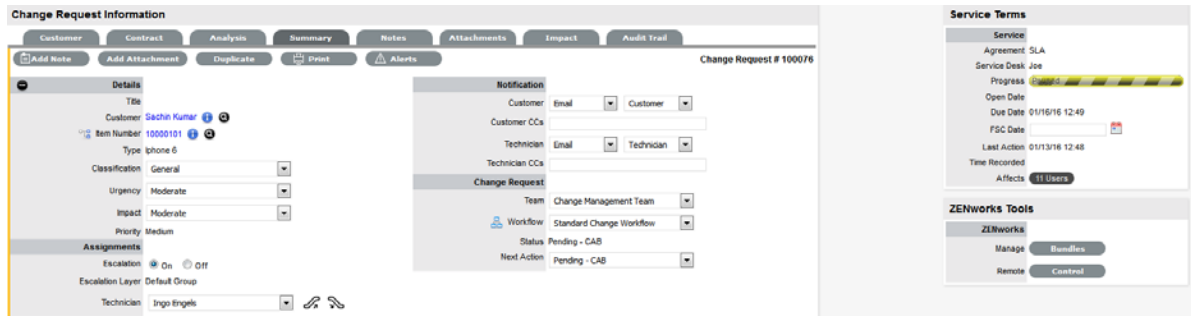 Change Request Information
Customer Contract Analysis Summary Notes Attachments Impact Audit Trail
Add Note Add Attachment Duplicate Print Alerts Change Request # 100076
Details
Title
Customer Sachin Kumar
Item Number 10000101
Type Iphone 6
Classification General
Urgency Moderate
Impact Moderate
Priority Medium
Assignments
Escalation On Off
Escalation Layer Default Group
Technician Ingo Engels
Notification
Customer Email Customer
Customer CCs
Technician Email Technician
Technician CCs
Change Request
Team Change Management Team
Workflow Standard Change Workflow
Status Pending - CAB
Next Action Pending - CAB
Service Terms
Service
Agreement SLA
Service Desk Joe
Progress Paused
Open Date
Due Date 01/16/16 12:49
FSC Date
Last Action 01/13/16 12:48
Time Recorded
Affects 11 Users
ZENworks Tools
ZENworks
Manage Bundles
Remote Control